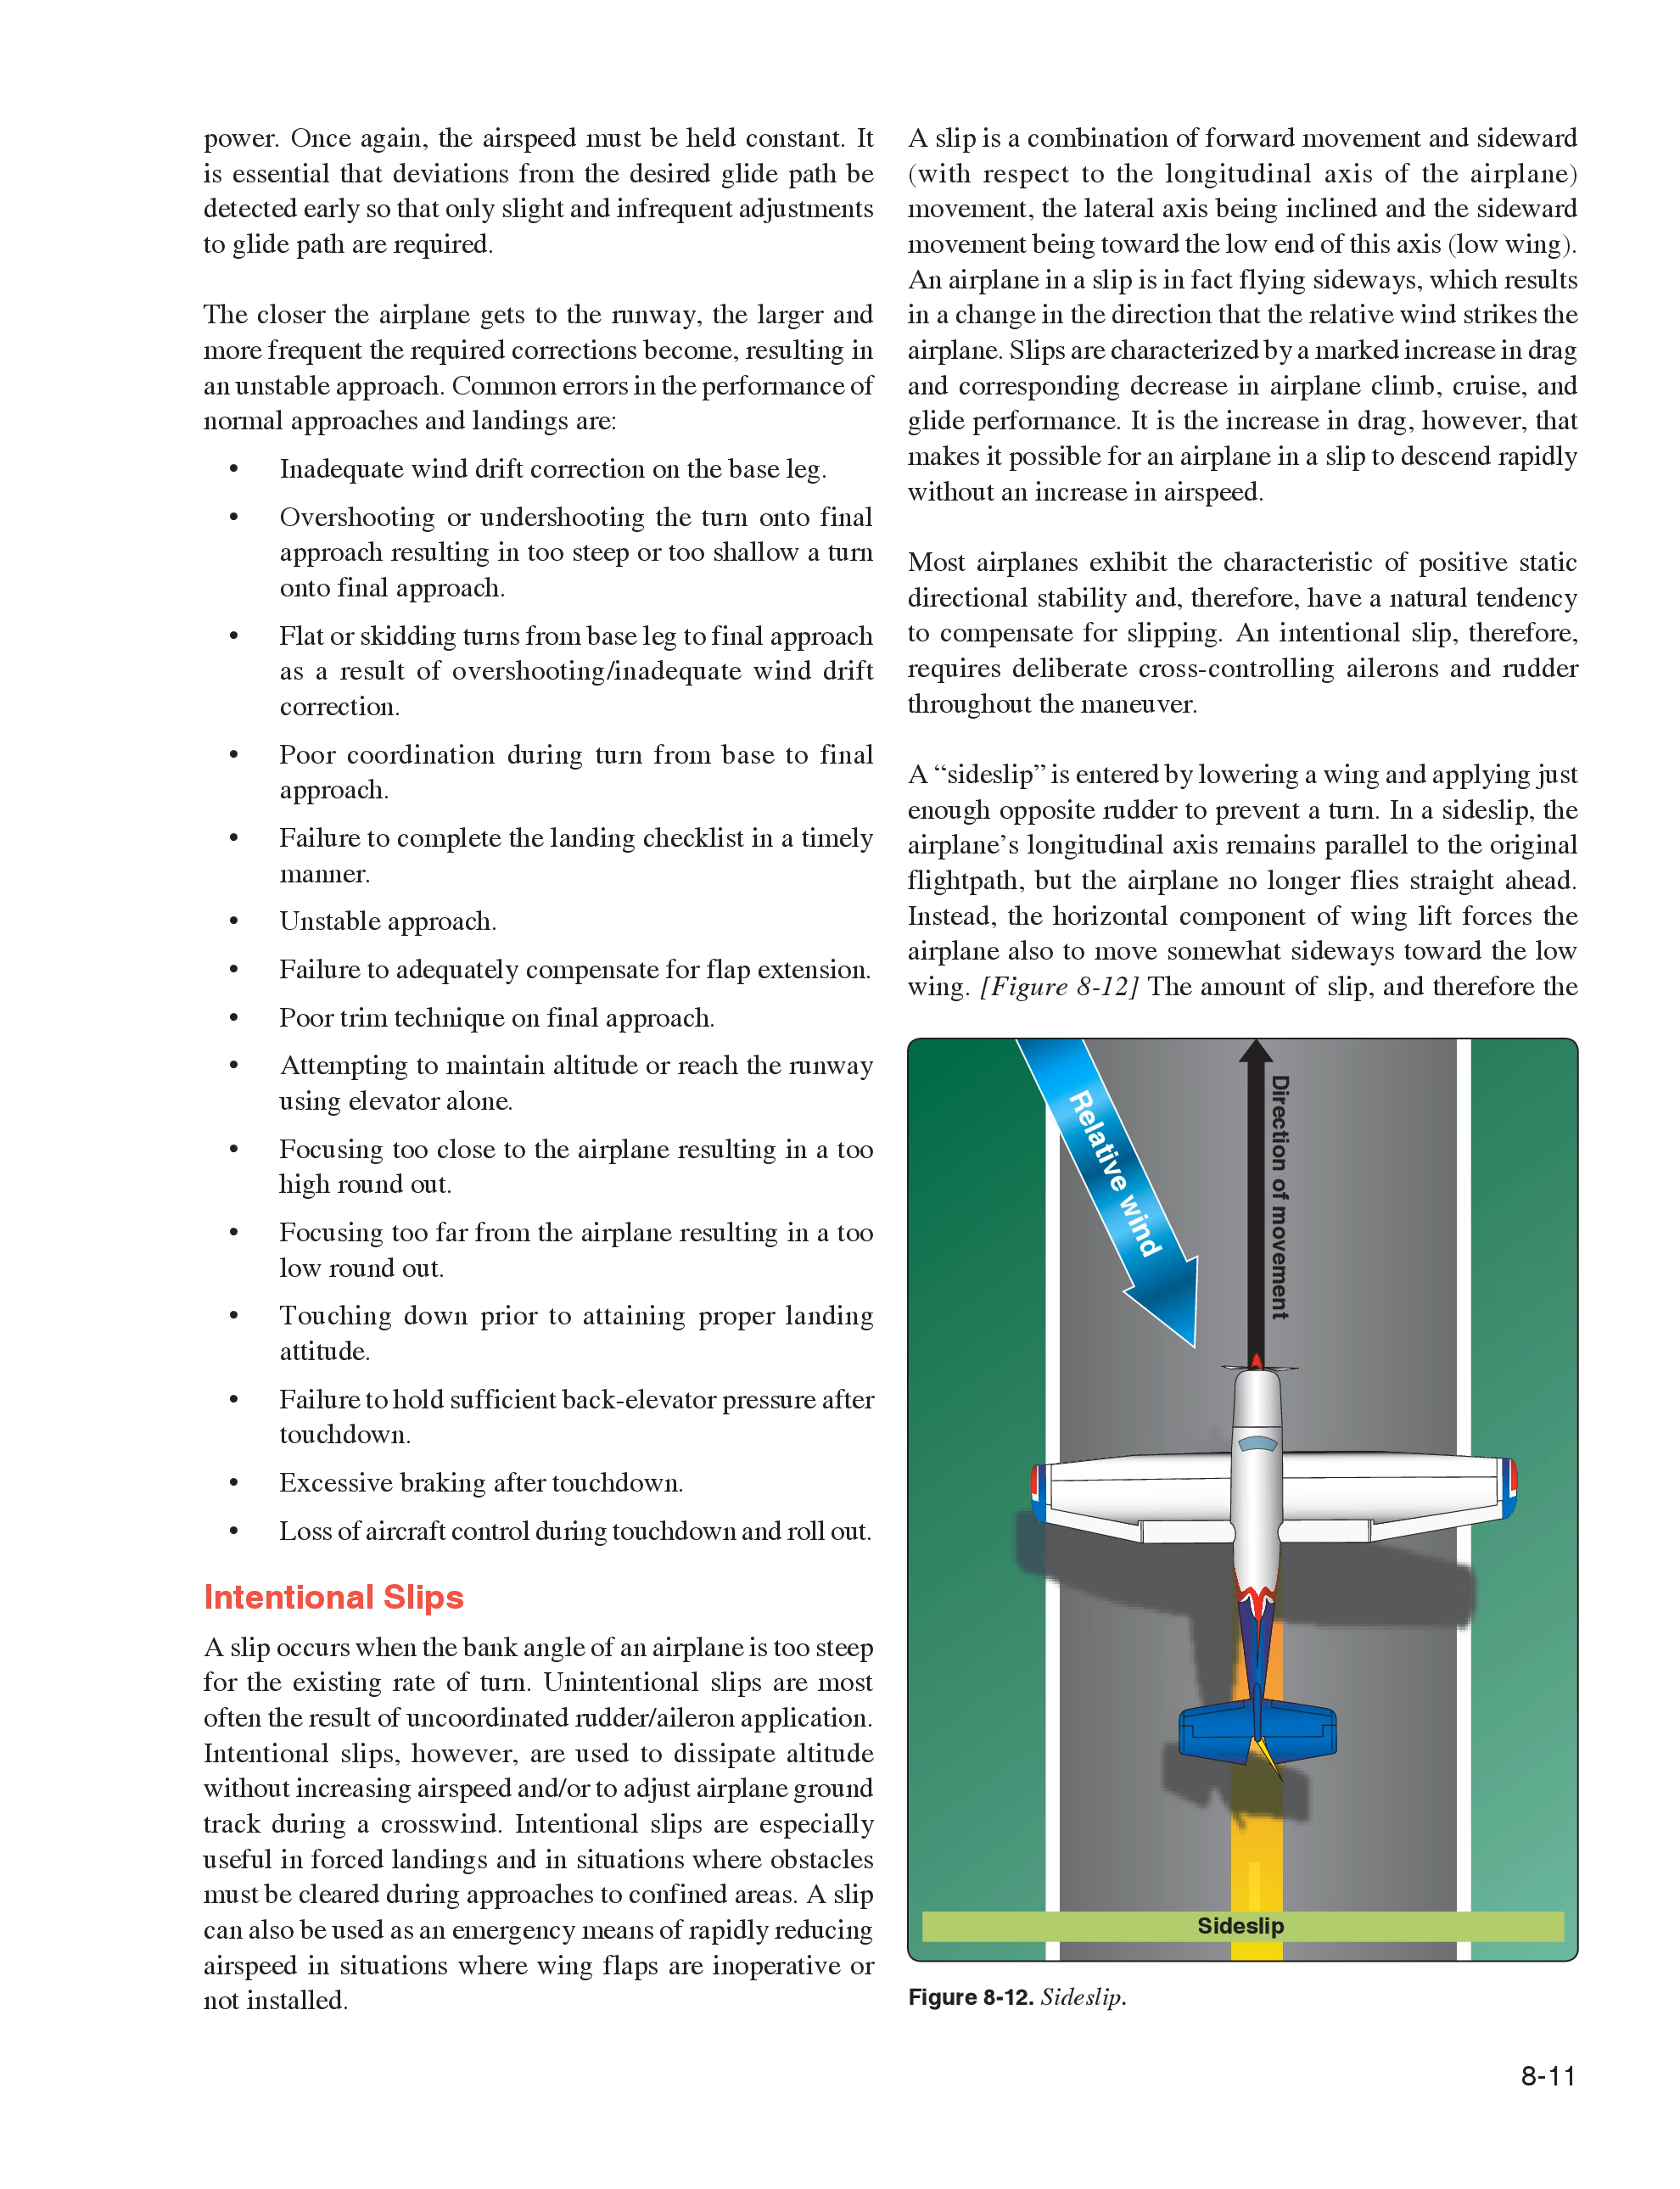 power. Once again, the airspeed must be held constant. It
is essential that deviations from the desired glide path be
detected early so that only slight and infrequent adjustments
to glide path are required.
The closer the airplane gets to the runway, the larger and
more frequent the required corrections become, resulting in
an unstable approach. Common errors in the performance of
normal approaches and landings are:
• Inadequate wind drift correction on the base leg.
• Overshooting or undershooting the turn onto final
approach resulting in too steep or too shallow a turn
onto final approach.
• Flat or skidding turns from base leg to final approach
as a result of overshooting/inadequate wind drift
correction.
• Poor coordination during turn from base to final
approach.
• Failure to complete the landing checklist in a timely
manner.
• Unstable approach.
• Failure to adequately compensate for flap extension.
• Poor trim technique on final approach.
• Attempting to maintain altitude or reach the runway
using elevator alone.
• Focusing too close to the airplane resulting in a too
high round out.
• Focusing too far from the airplane resulting in a too
low round out.
• Touching down prior to attaining proper landing
attitude.
• Failure to hold sufficient back-elevator pressure after
touchdown.
• Excessive braking after touchdown.
• Loss of aircraft control during touchdown and roll out.
Intentional Slips
A slip occurs when the bank angle of an airplane is too steep
for the existing rate of turn. Unintentional slips are most
often the result of uncoordinated rudder/aileron application.
Intentional slips, however, are used to dissipate altitude
without increasing airspeed and/or to adjust airplane ground
track during a crosswind. Intentional slips are especially
useful in forced landings and in situations where obstacles
must be cleared during approaches to confined areas. A slip
can also be used as an emergency means of rapidly reducing
airspeed in situations where wing flaps are inoperative or
not installed.
A slip is a combination of forward movement and sideward
(with respect to the longitudinal axis of the airplane)
movement, the lateral axis being inclined and the sideward
movement being toward the low end of this axis (low wing).
An airplane in a slip is in fact flying sideways, which results
in a change in the direction that the relative wind strikes the
airplane. Slips are characterized by a marked increase in drag
and corresponding decrease in airplane climb, cruise, and
glide performance. It is the increase in drag, however, that
makes it possible for an airplane in a slip to descend rapidly
without an increase in airspeed.
Most airplanes exhibit the characteristic of positive static
directional stability and, therefore, have a natural tendency
to compensate for slipping. An intentional slip, therefore,
requires deliberate cross-controlling ailerons and rudder
throughout the maneuver.
A “sideslip” is entered by lowering a wing and applying just
enough opposite rudder to prevent a turn. In a sideslip, the
airplane’s longitudinal axis remains parallel to the original
flightpath, but the airplane no longer flies straight ahead.
Instead, the horizontal component of wing lift forces the
airplane also to move somewhat sideways toward the low
wing. [Figure 8-12] The amount of slip, and therefore the
Relative wind
Direction of movement
Sideslip
Figure 8-12. Sideslip.
8-11